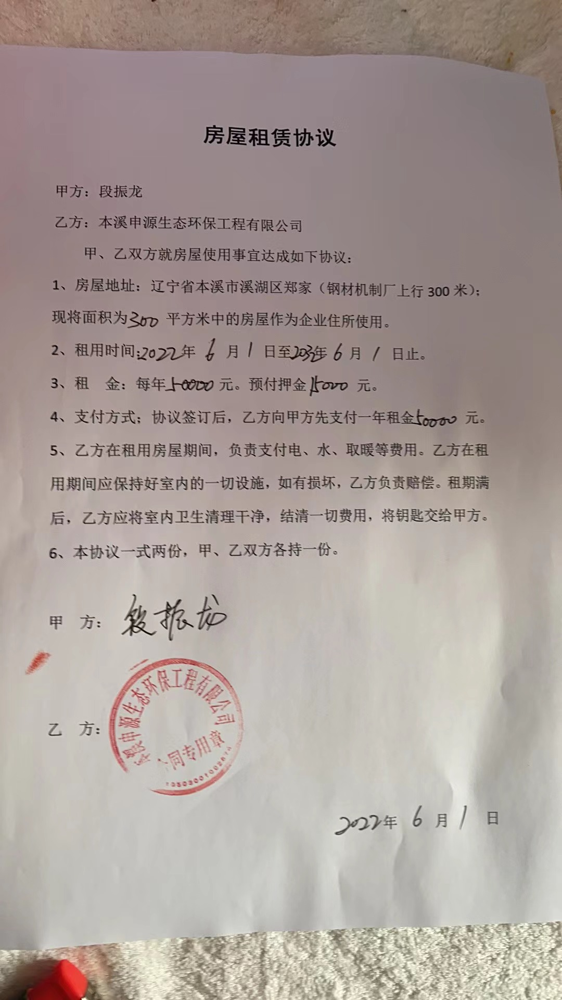 房屋租赁协议
甲方：段振龙
乙方：本溪申源生态环保工程有限公司
甲、乙双方就房屋使用事宜达成如下协议：
1、房屋地址：辽宁省本溪市溪湖区郑家（钢材机制厂上行 300 米）；
现将面积为300 平方米中的房屋作为企业住所使用。
2、租用时间:2022年 6 月 1 日至2032年 6 月 1 日止。
3、租 金：每年50000元。预付押金15000 元。
4、支付方式；协议签订后，乙方向甲方先支付一年租金50000 元。
5、乙方在租用房屋期间，负责支付电、水、取暖等费用。乙方在租
用期间应保持好室内的一切设施，如有损坏，乙方负责赔偿。租期满
后，乙方应将室内卫生清理干净，结清一切费用，将钥匙交给甲方。
6、本协议一式两份，甲、乙双方各持一份。
甲 方： 段振龙
乙 方：
申源生态环保工程有限公司
同专用章
2022年 6 月 1 日